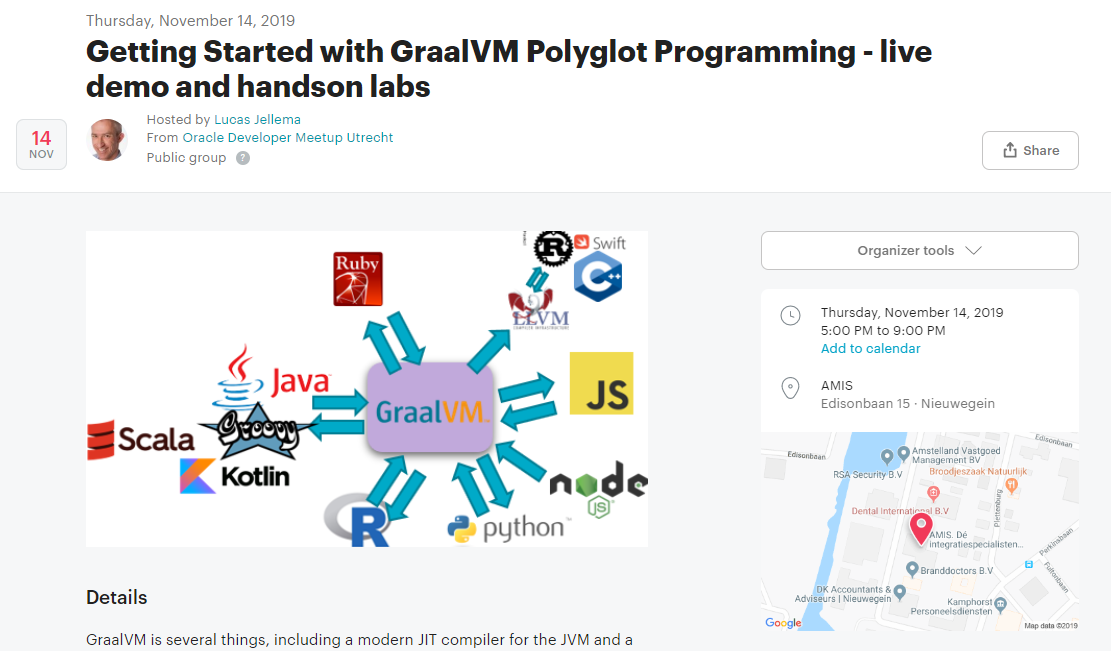 Thursday, November 14, 2019
Getting Started with GraalVM Polyglot Programming - live
demo and handson labs
14
NOV
Hosted by Lucas Jellema
From Oracle Developer Meetup Utrecht
Public group ?
Share
Ruby
R
Swift
C++
LLVM
COMPILER INFRASTRUCTURE
Java
GraalVM
JS
Scala
Groovy
Kotlin
node
JS
R
python
Organizer tools
Thursday, November 14, 2019
5:00 PM to 9:00 PM
Add to calendar
AMIS
Edisonbaan 15 · Nieuwegein
Edisonbaan
Edisonbaan
Amstelland Vastgoed
Management BV
RSA Security B.V
Broodjeszaak Natuurlijk
Plettenburg
Dental International B.V
AMIS. Dé
integratiespecialisten...
Perkinsbaan
Fultonbaan
Branddoctors B.V
DK Accountants &
Adviseurs | Nieuwegein
Kamphorst
Personeelsdiensten
Google
Map data ©2019
Details
GraalVM is several things, including a modern JIT compiler for the JVM and a